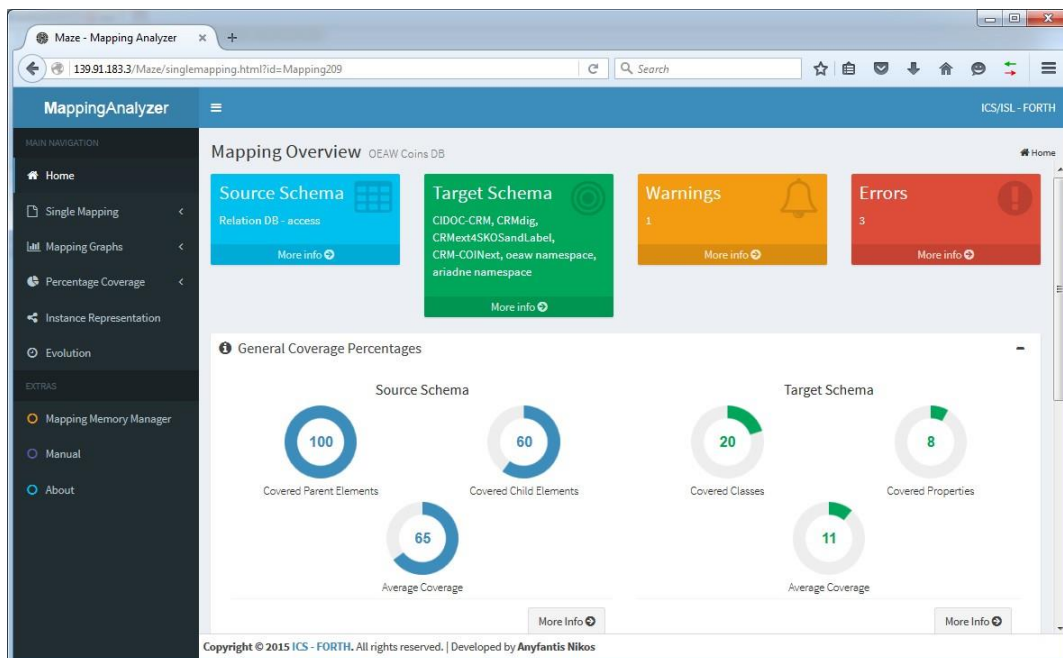 Maze - Mapping Analyzer
139.91.183.3/Maze/singlemapping.html?id=Mapping209
Search
MappingAnalyzer
ICS/ISL - FORTH
MAIN NAVIGATION
Home
Single Mapping
Mapping Graphs
Percentage Coverage
Instance Representation
Evolution
EXTRAS
Mapping Memory Manager
Manual
About
Mapping Overview OEAW Coins DB
Home
Source Schema
Relation DB - access
More info
Target Schema
CIDOC-CRM, CRMdig,
CRMext4SKOSandLabel,
CRM-COINext, oeaw namespace,
ariadne namespace
More info
Warnings
1
More info
Errors
3
More info
General Coverage Percentages
Source Schema
100
Covered Parent Elements
60
Covered Child Elements
65
Average Coverage
More Info
Target Schema
20
Covered Classes
8
Covered Properties
11
Average Coverage
More Info
Copyright © 2015 ICS - FORTH. All rights reserved. | Developed by Anyfantis Nikos